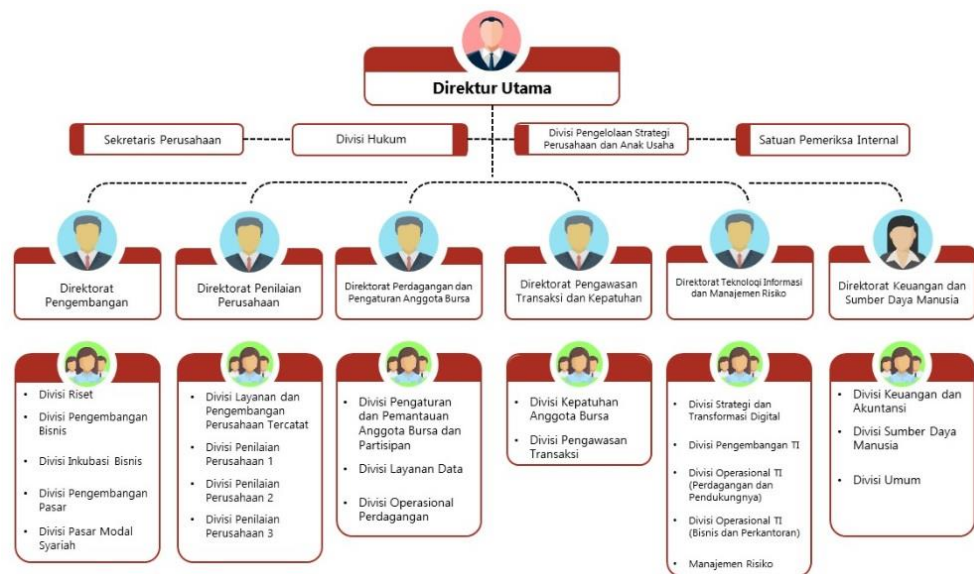 Direktur Utama
Sekretaris Perusahaan
Divisi Hukum
Divisi Pengelolaan Strategi
Perusahaan dan Anak Usaha
Satuan Pemeriksa Internal
Direktorat
Pengembangan
Direktorat Penilaian
Perusahaan
Direktorat Perdagangan dan
Pengaturan Anggota Bursa
Direktorat Pengawasan
Transaksi dan Kepatuhan
Direktorat Teknologi Informasi
dan Manajemen Risiko
Direktorat Keuangan dan
Sumber Daya Manusia
• Divisi Riset
• Divisi Pengembangan
Bisnis
• Divisi Inkubasi Bisnis
• Divisi Pengembangan
Pasar
• Divisi Pasar Modal
Syariah
• Divisi Layanan dan
Pengembangan
Perusahaan Tercatat
• Divisi Penilaian
Perusahaan 1
• Divisi Penilaian
Perusahaan 2
• Divisi Penilaian
Perusahaan 3
• Divisi Pengaturan
dan Pemantauan
Anggota Bursa dan
Partisipan
• Divisi Layanan Data
• Divisi Operasional
Perdagangan
• Divisi Kepatuhan
Anggota Bursa
• Divisi Pengawasan
Transaksi
• Divisi Strategi dan
Transformasi Digital
• Divisi Pengembangan TI
• Divisi Operasional TI
(Perdagangan dan
Pendukungnya)
• Divisi Operasional TI
(Bisnis dan Perkantoran)
• Manajemen Risiko
• Divisi Keuangan dan
Akuntansi
• Divisi Sumber Daya
Manusia
• Divisi Umum